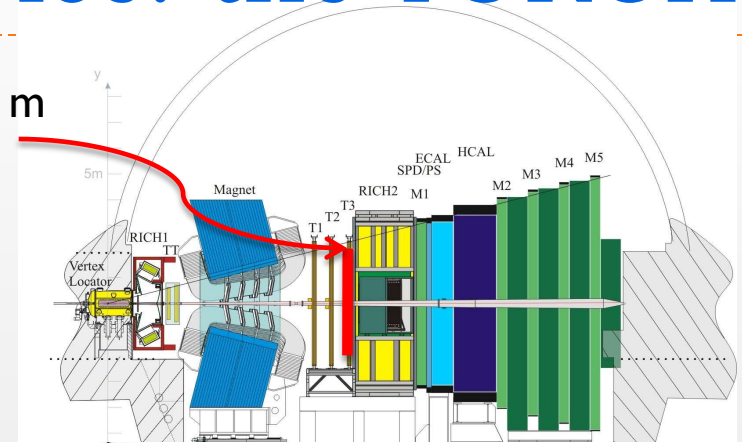 m
y
5m
Magnet
RICH1
TT
Vertex
Locator
T1
T2
T3
RICH2
SPD/PS
ECAL
HCAL
M1
M2
M3
M4
M5